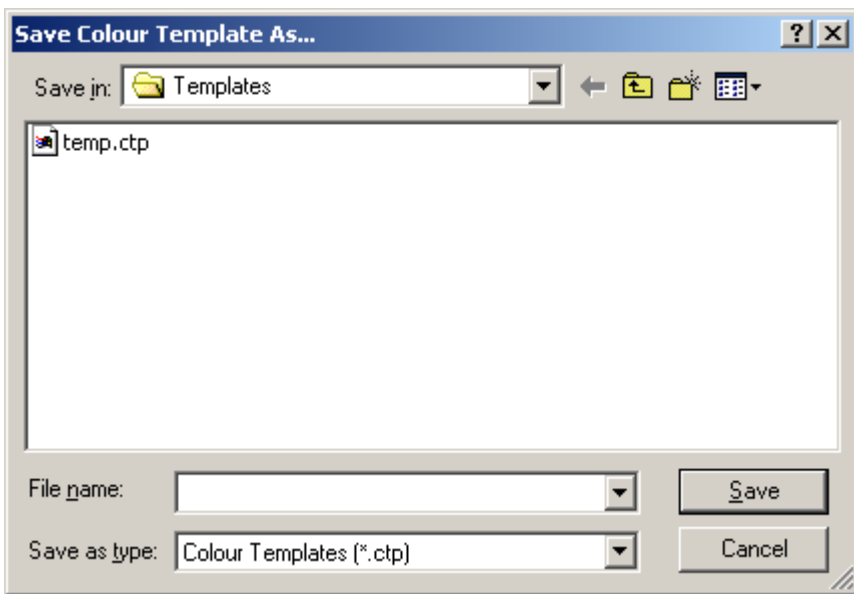 Save Colour Template As...
Save in: Templates
temp.ctp
File name: Save
Save as type: Colour Templates (*.ctp) Cancel